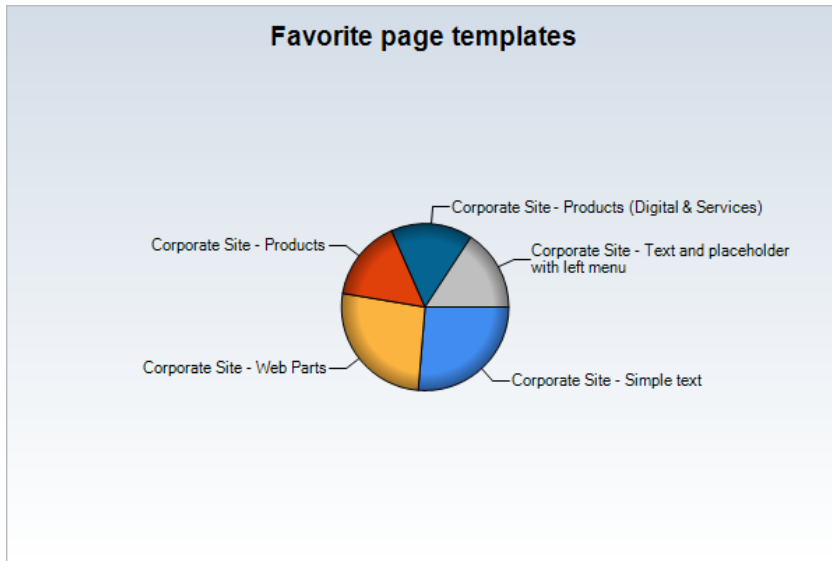 Favorite page templates
Corporate Site - Products (Digital & Services)
Corporate Site - Products
Corporate Site - Text and placeholder
with left menu
Corporate Site - Web Parts
Corporate Site - Simple text